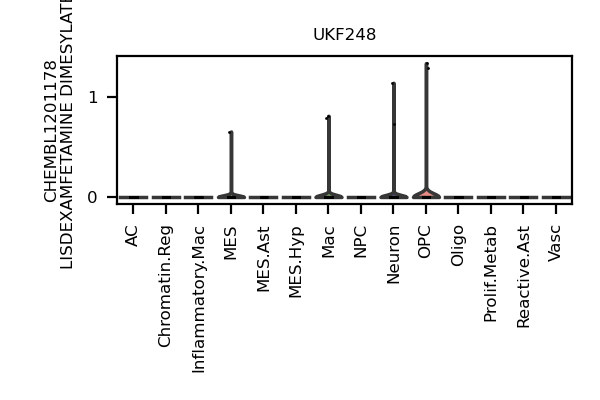 UKF248
CHEMBL1201178
LISDEXAMFETAMINE DIMESYLATE
1
0
AC
Chromatin.Reg
Inflammatory.Mac
MES
MES.Ast
MES.Hyp
Mac
NPC
Neuron
OPC
Oligo
Prolif.Metab
Reactive.Ast
Vasc